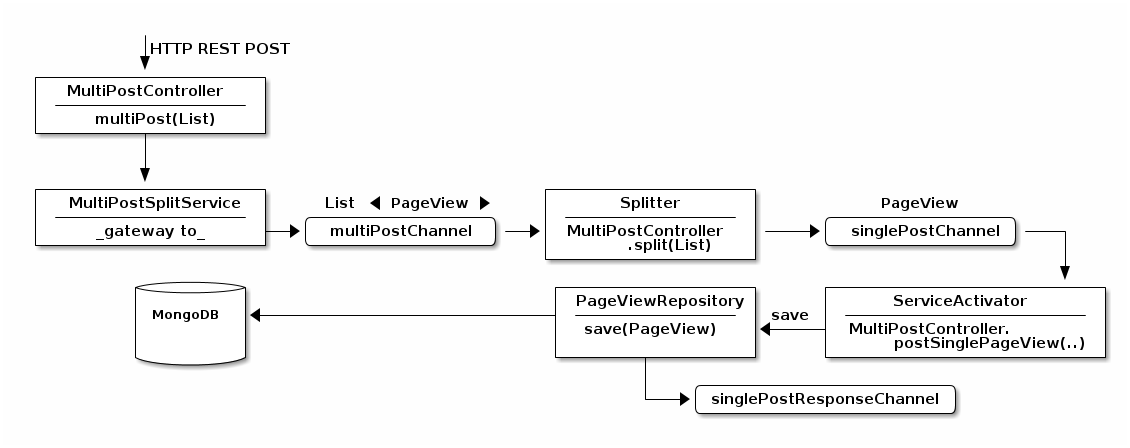 HTTP REST POST
MultiPostController
multiPost(List)
MultiPostSplitService
_gateway to_
List ◀ PageView ▶
multiPostChannel
Splitter
MultiPostController
.split(List)
PageView
singlePostChannel
MongoDB
PageViewRepository
save(PageView)
save
ServiceActivator
MultiPostController.
postSinglePageView(..)
singlePostResponseChannel